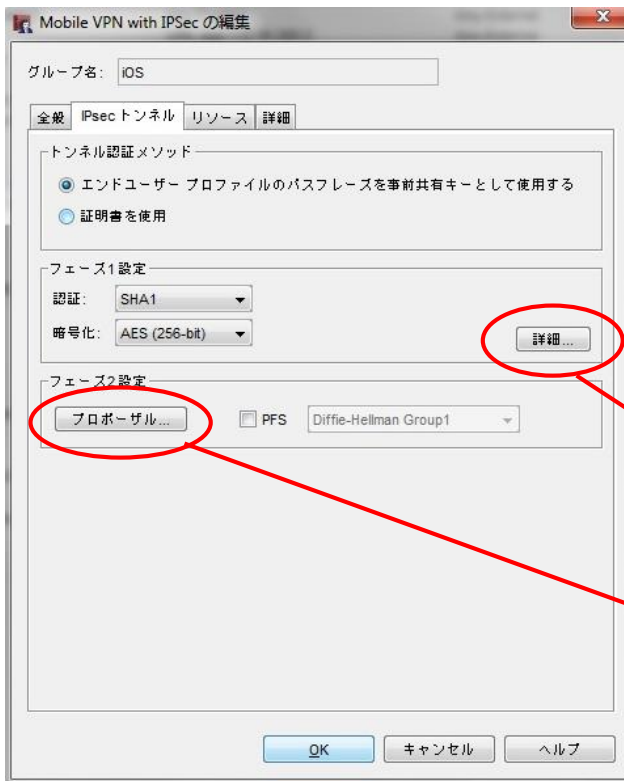 Mobile VPN with IPSec の編集
グループ名: iOS
全般 IPsec トンネル リソース 詳細
トンネル認証メソッド
エンドユーザー プロファイルのパスフレーズを事前共有キーとして使用する
証明書を使用
フェーズ1設定
認証: SHA1
暗号化: AES (256-bit)
詳細...
フェーズ2設定
プロポーザル... PFS Diffie-Hellman Group1
OK キャンセル ヘルプ